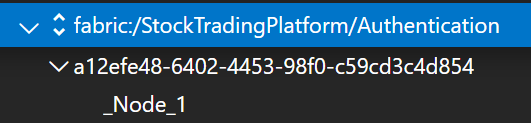 fabric:/StockTradingPlatform/Authentication
a12efe48-6402-4453-98f0-c59cd3c4d854
_Node_1